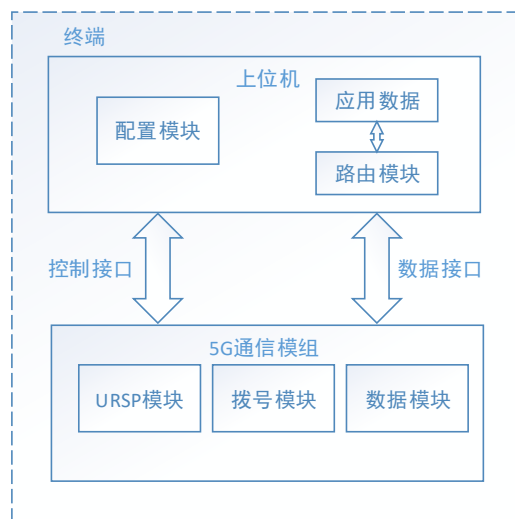 终端
上位机
应用数据
配置模块
路由模块
控制接口
数据接口
5G通信模组
URSP模块
拨号模块
数据模块